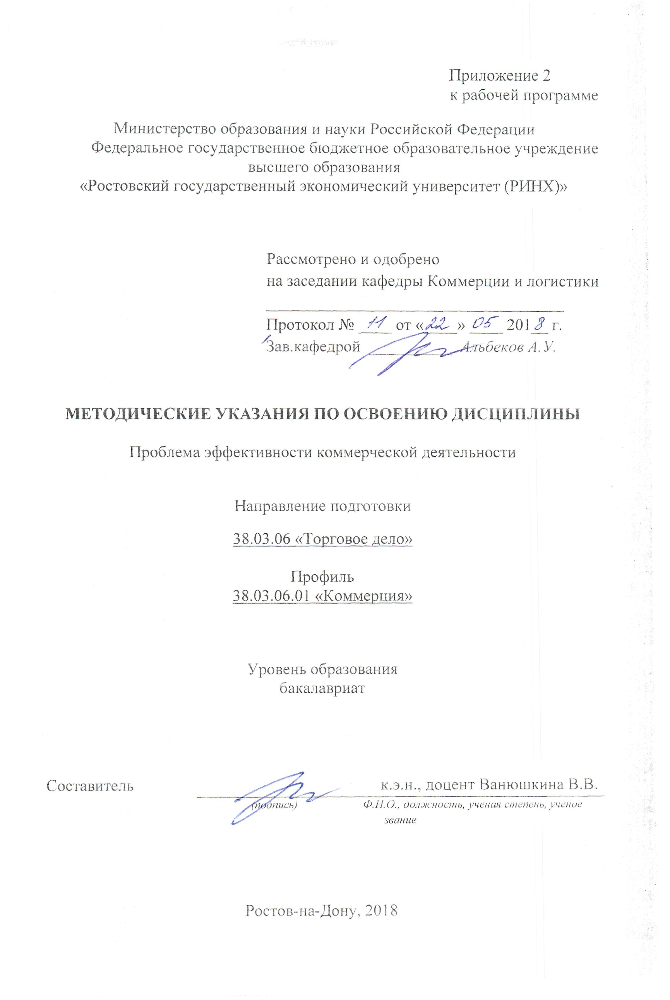 Приложение 2
к рабочей программе
Министерство образования и науки Российской Федерации
Федеральное государственное бюджетное образовательное учреждение
высшего образования
«Ростовский государственный экономический университет (РИНХ)»
Рассмотрено и одобрено
на заседании кафедры Коммерции и логистики
Протокол № 11 от «22» 05 2018 г.
Зав.кафедрой Альбеков А.У.
МЕТОДИЧЕСКИЕ УКАЗАНИЯ ПО ОСВОЕНИЮ ДИСЦИПЛИНЫ
Проблема эффективности коммерческой деятельности
Направление подготовки
38.03.06 «Торговое дело»
Профиль
38.03.06.01 «Коммерция»
Уровень образования
бакалавриат
Составитель к.э.н., доцент Ванюшкина В.В.
(подпись) Ф.И.О., должность, ученая степень, ученое
звание
Ростов-на-Дону, 2018